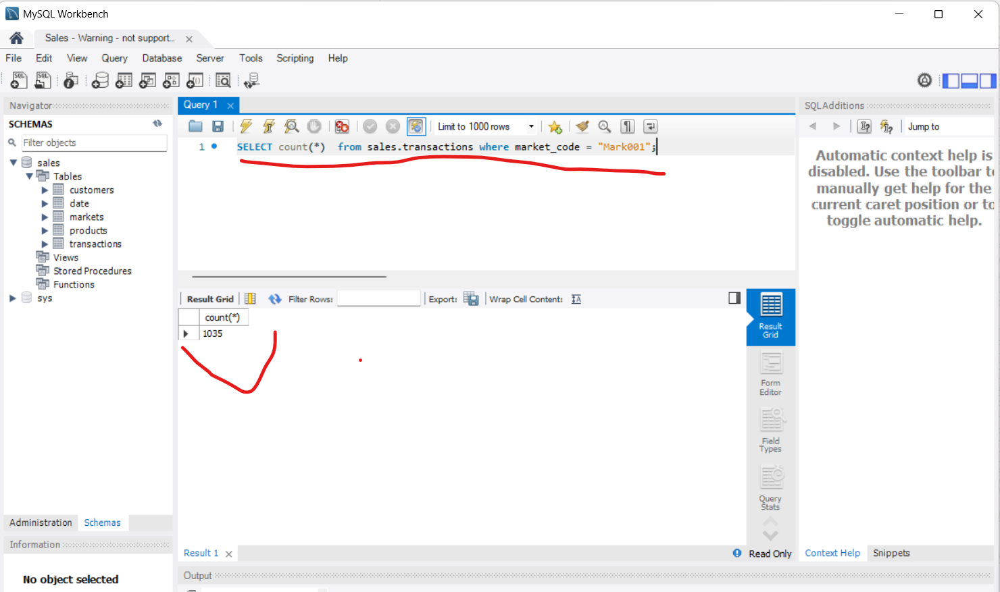 MySQL Workbench
Sales - Warning - not support...
File Edit View Query Database Server Tools Scripting Help
Navigator
SCHEMAS
Filter objects
sales
Tables
customers
date
markets
products
transactions
Views
Stored Procedures
Functions
sys
Administration Schemas
Information
No object selected
Query 1
Limit to 1000 rows
1 SELECT count(*) from sales.transactions where market_code = "Mark001";
Result Grid Filter Rows: Export: Wrap Cell Content:
count(*)
1035
Result Grid
Form Editor
Field Types
Query Stats
Result 1
Read Only
Output
SQLAdditions
Jump to
Automatic context help is
disabled. Use the toolbar to
manually get help for the
current caret position or to
toggle automatic help.
Context Help Snippets